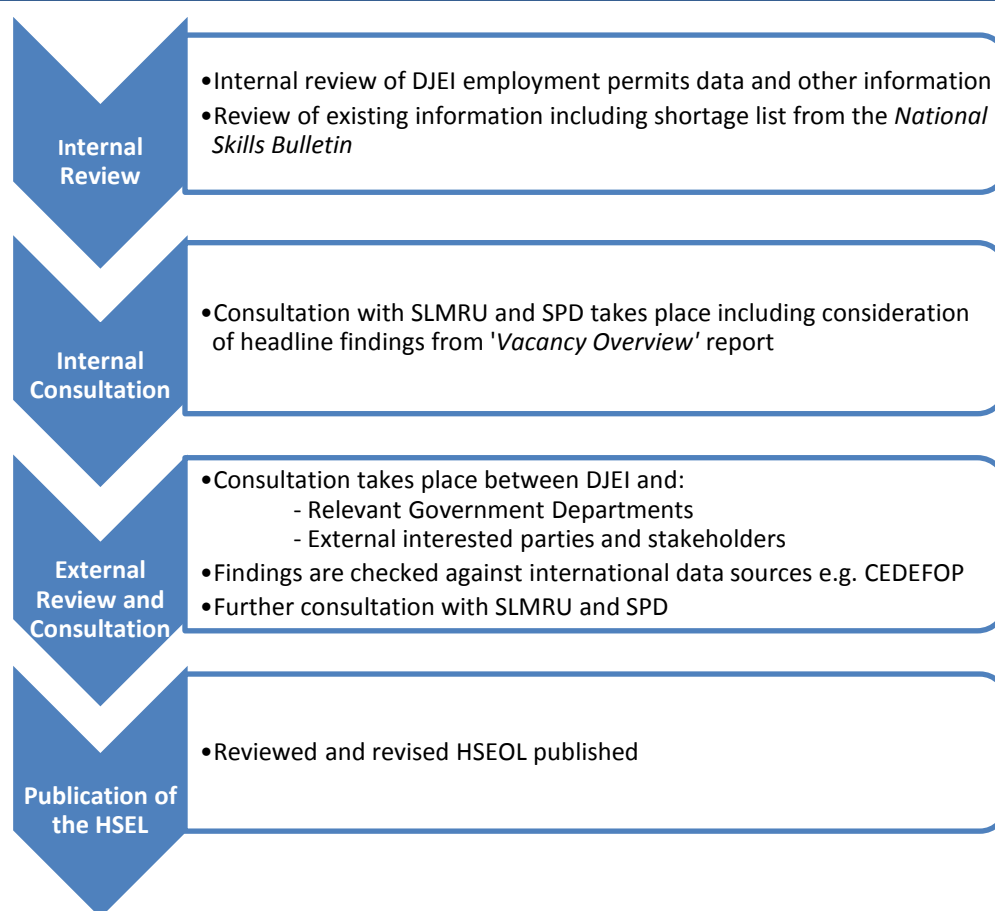 Internal
Review
•Internal review of DJEI employment permits data and other information
•Review of existing information including shortage list from the National
Skills Bulletin
Internal
Consultation
•Consultation with SLMRU and SPD takes place including consideration
of headline findings from 'Vacancy Overview' report
External
Review and
Consultation
•Consultation takes place between DJEI and:
- Relevant Government Departments
- External interested parties and stakeholders
•Findings are checked against international data sources e.g. CEDEFOP
•Further consultation with SLMRU and SPD
Publication of
the HSEL
•Reviewed and revised HSEOL published